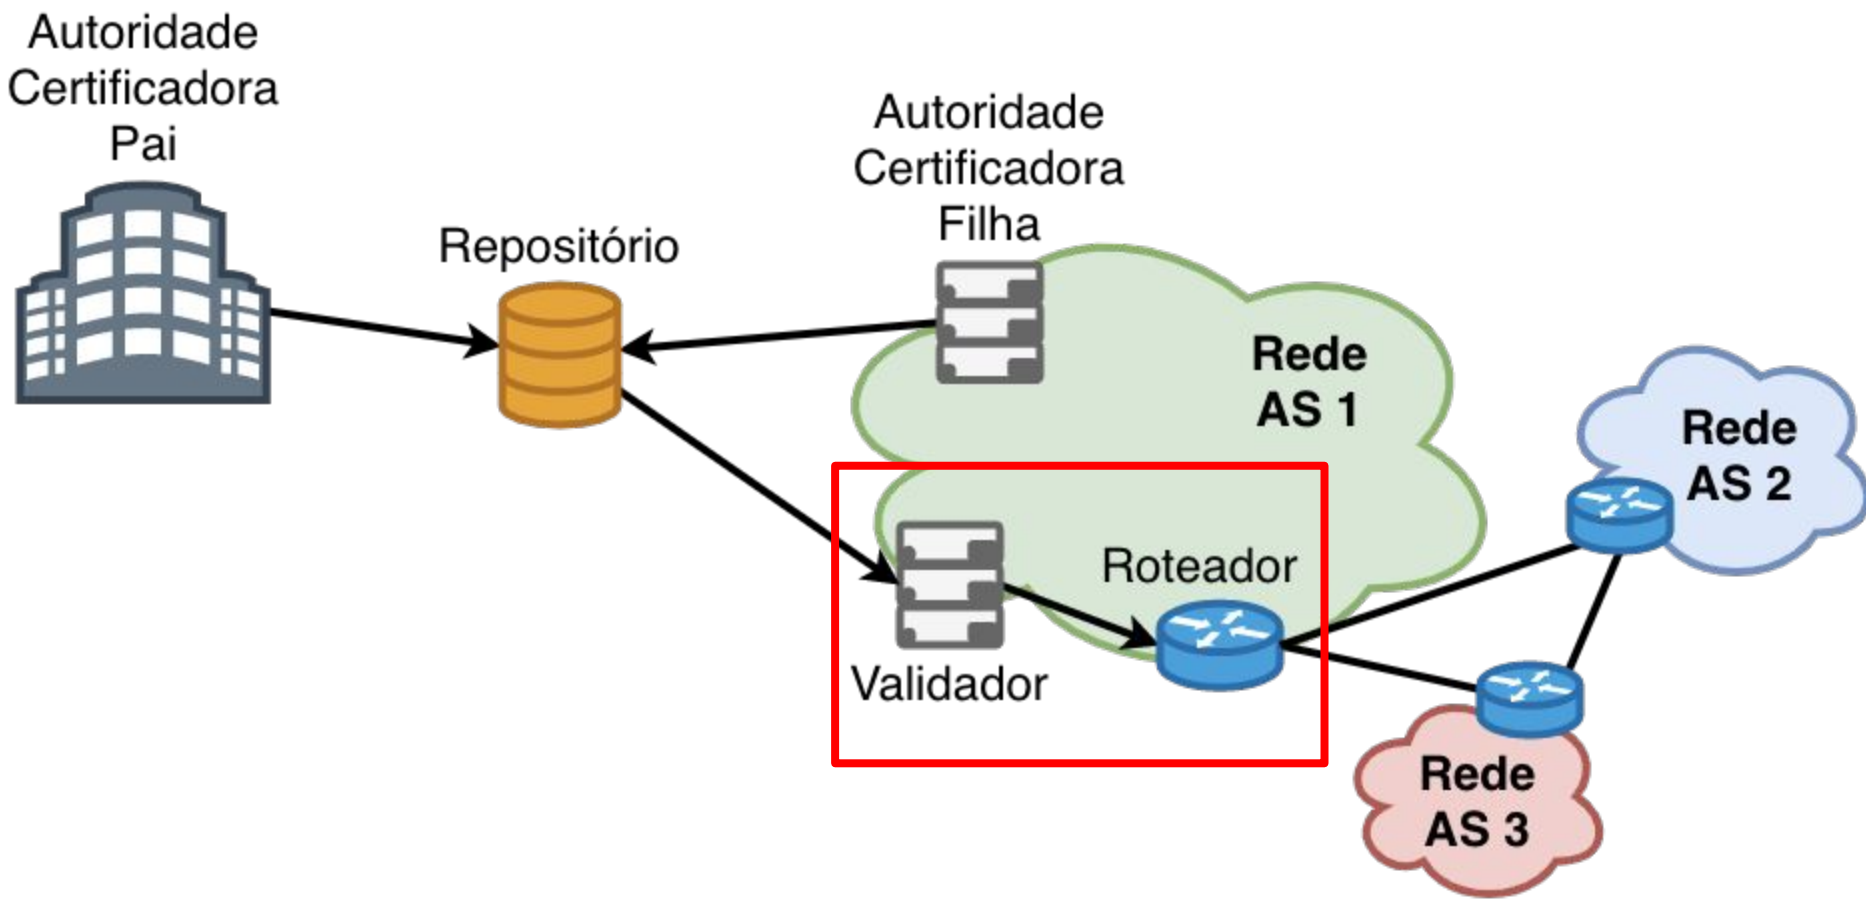 Autoridade
Certificadora
Pai
Repositório
Autoridade
Certificadora
Filha
Rede
AS 1
Rede
AS 2
Roteador
Validador
Rede
AS 3